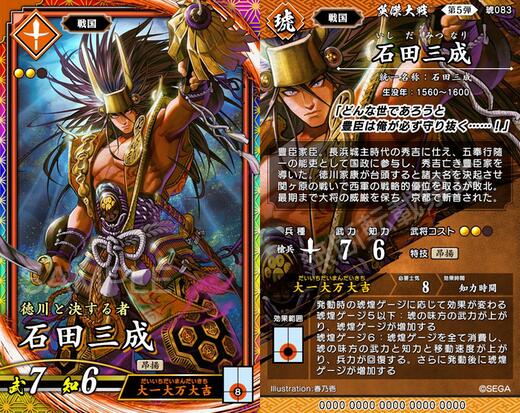 戦国
徳川と決する者
石田三成
昂揚
武7 知6
だいいちだいまんだいきち
大一大万大吉
8
琥
戦国
英傑大戦
第5弾
琥083
いしだみつなり
石田三成
統一名称：石田三成
生没年：1560～1600
「どんな世であろうと
豊臣は俺が必ず守り抜く……！」
豊臣家臣。長浜城主時代の秀吉に仕え、五奉行随
一の能吏として国政に参与し、秀吉亡き豊臣家を
導いた。徳川家康が台頭すると諸大名を決起させ
関ヶ原の戦いで西軍の戦略的優位を取るが敗北。
最期まで大将の威厳を保ち、京都で斬首された。
兵種 武力 知力 武将コスト
槍兵 7 6 特技 昂揚
だいいちだいまんだいきち 必要士気 効果時間
大一大万大吉 8 知力時間
効果範囲
発動時の琥煌ゲージに応じて効果が変わる
琥煌ゲージ5以下：琥の味方の武力が上が
り、琥煌ゲージが増加する
琥煌ゲージ6：琥煌ゲージを全て消費し、
琥の味方の武力と知力と移動速度が上が
り、兵力が回復する。さらに発動後に琥煌
ゲージが増加する
Illustration:春乃壱
©SEGA
0000 0000 0000 0000 0000 0000